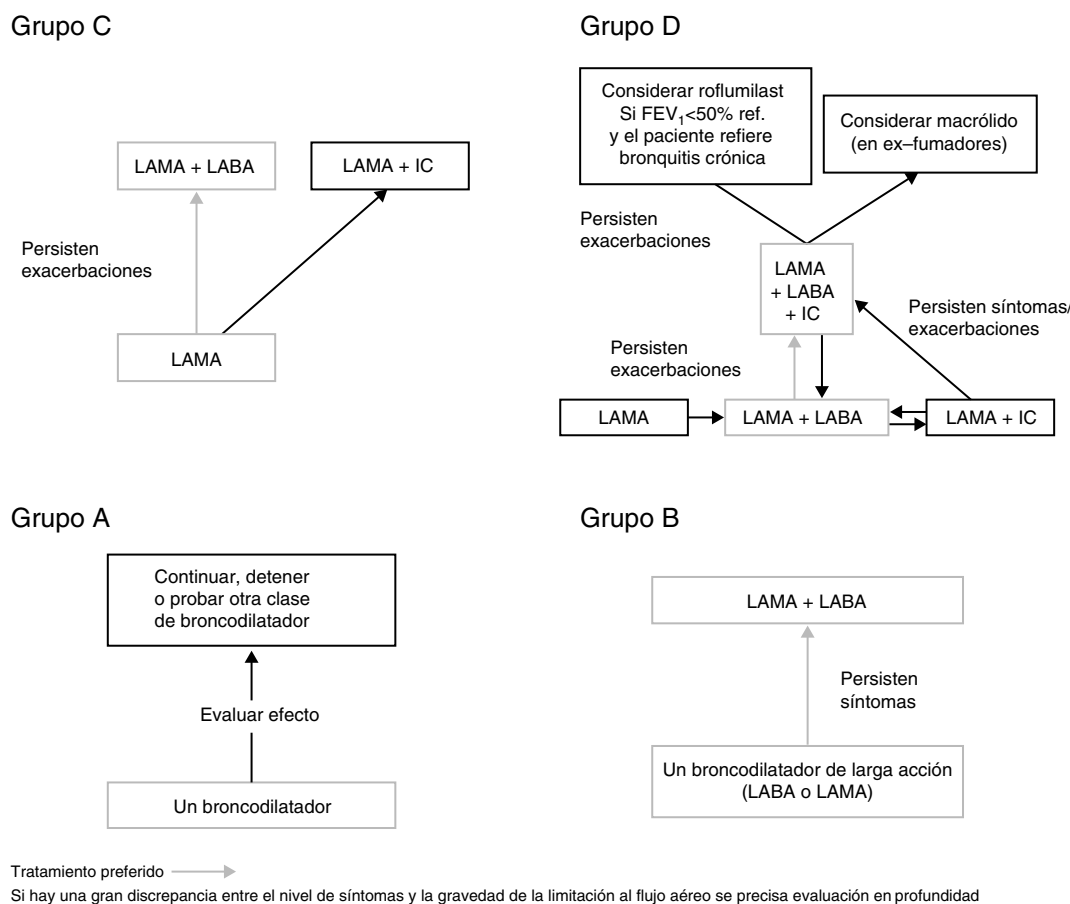 Grupo C
LAMA + LABA
LAMA + IC
Persisten
exacerbaciones
LAMA
Grupo D
Considerar roflumilast
Si FEV1<50% ref.
y el paciente refiere
bronquitis crónica
Considerar macrólido
(en ex–fumadores)
Persisten
exacerbaciones
LAMA
+ LABA
+ IC
Persisten síntomas/
exacerbaciones
Persisten
exacerbaciones
LAMA
LAMA + LABA
LAMA + IC
Grupo A
Continuar, detener
o probar otra clase
de broncodilatador
Evaluar efecto
Un broncodilatador
Grupo B
LAMA + LABA
Persisten
síntomas
Un broncodilatador de larga acción
(LABA o LAMA)
Tratamiento preferido
Si hay una gran discrepancia entre el nivel de síntomas y la gravedad de la limitación al flujo aéreo se precisa evaluación en profundidad